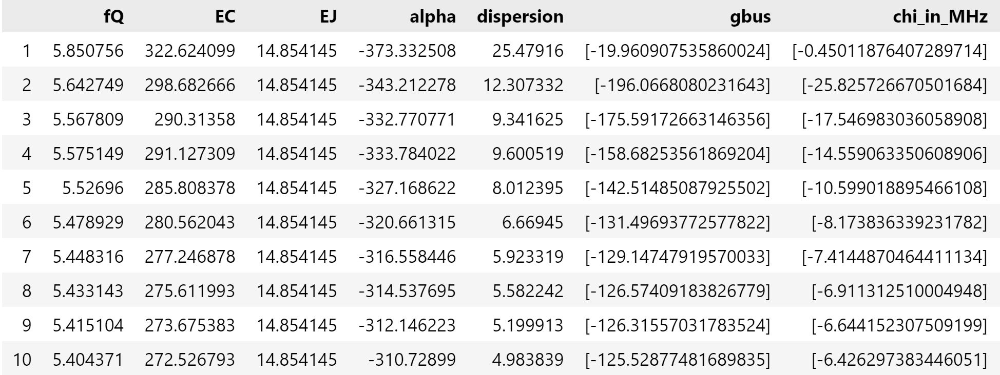 fQ EC EJ alpha dispersion gbus chi_in_MHz
1 5.850756 322.624099 14.854145 -373.332508 25.47916 [-19.960907535860024] [-0.45011876407289714]
2 5.642749 298.682666 14.854145 -343.212278 12.307332 [-196.0668080231643] [-25.825726670501684]
3 5.567809 290.31358 14.854145 -332.770771 9.341625 [-175.59172663146356] [-17.546983036058908]
4 5.575149 291.127309 14.854145 -333.784022 9.600519 [-158.68253561869204] [-14.559063350608906]
5 5.52696 285.808378 14.854145 -327.168622 8.012395 [-142.51485087925502] [-10.599018895466108]
6 5.478929 280.562043 14.854145 -320.661315 6.66945 [-131.49693772577822] [-8.173836339231782]
7 5.448316 277.246878 14.854145 -316.558446 5.923319 [-129.14747919570033] [-7.4144870464411134]
8 5.433143 275.611993 14.854145 -314.537695 5.582242 [-126.57409183826779] [-6.911312510004948]
9 5.415104 273.675383 14.854145 -312.146223 5.199913 [-126.31557031783524] [-6.644152307509199]
10 5.404371 272.526793 14.854145 -310.72899 4.983839 [-125.52877481689835] [-6.426297383446051]